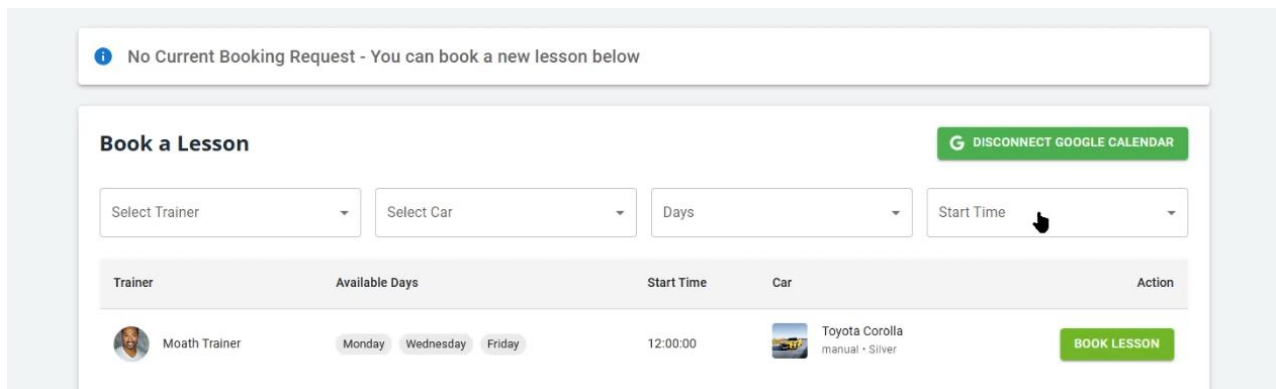 No Current Booking Request - You can book a new lesson below
Book a Lesson
G DISCONNECT GOOGLE CALENDAR
Select Trainer
Select Car
Days
Start Time
Trainer
Available Days
Start Time
Car
Action
Moath Trainer
Monday
Wednesday
Friday
12:00:00
Toyota Corolla
manual • Silver
BOOK LESSON